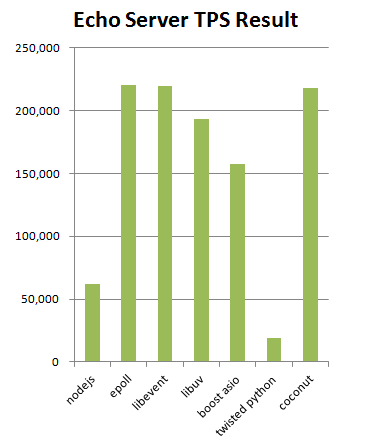 Echo Server TPS Result
250,000
200,000
150,000
100,000
50,000
0
nodejs
epoll
libevent
libuv
boost asio
twisted python
coconut